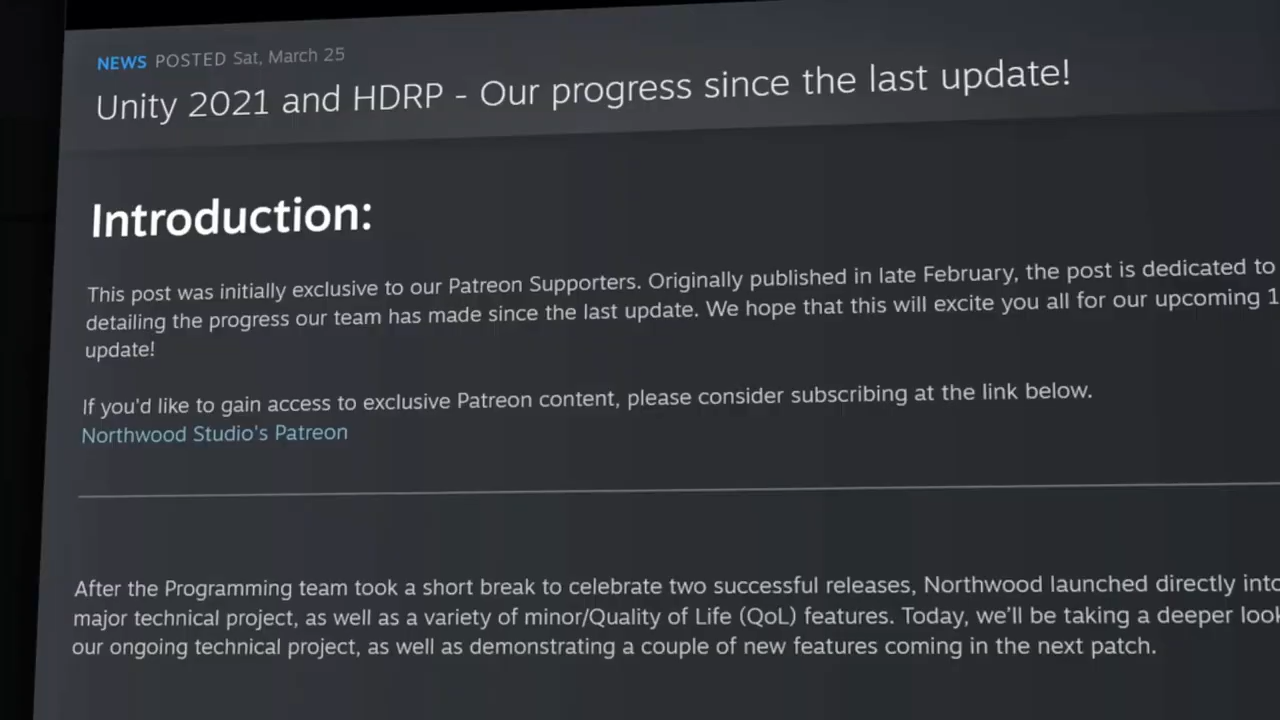 NEWS POSTED Sat, March 25
Unity 2021 and HDRP - Our progress since the last update!
Introduction:
This post was initially exclusive to our Patreon Supporters. Originally published in late February, the post is dedicated to
detailing the progress our team has made since the last update. We hope that this will excite you all for our upcoming 1
update!
If you'd like to gain access to exclusive Patreon content, please consider subscribing at the link below.
Northwood Studio's Patreon
After the Programming team took a short break to celebrate two successful releases, Northwood launched directly into
major technical project, as well as a variety of minor/Quality of Life (QoL) features. Today, we'll be taking a deeper look
our ongoing technical project, as well as demonstrating a couple of new features coming in the next patch.